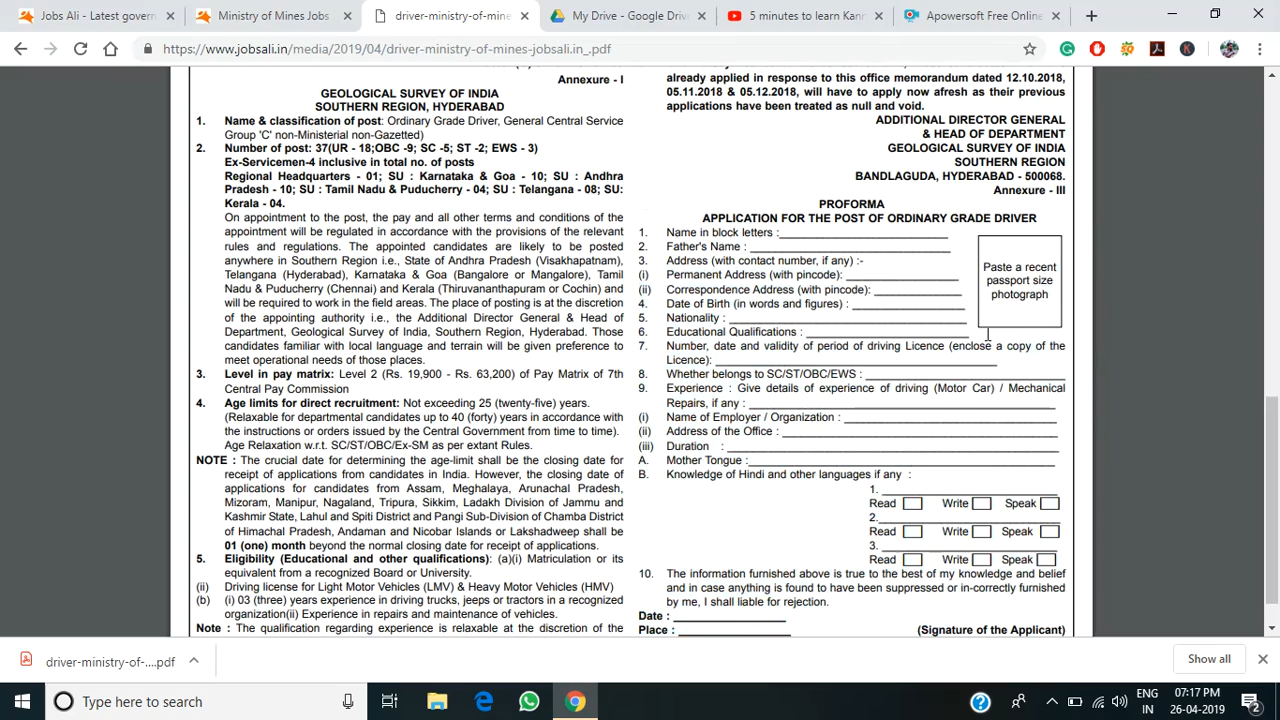 Jobs Ali - Latest govern
Ministry of Mines Jobs
driver-ministry-of-mine
My Drive - Google Driv
5 minutes to learn Kann
Apowersoft Free Online
https://www.jobsali.in/media/2019/04/driver-ministry-of-mines-jobsali.in_.pdf
Annexure - I
GEOLOGICAL SURVEY OF INDIA
SOUTHERN REGION, HYDERABAD
1. Name & classification of post: Ordinary Grade Driver, General Central Service
Group 'C' non-Ministerial non-Gazetted)
2. Number of post: 37(UR - 18;OBC -9; SC -5; ST -2; EWS - 3)
Ex-Servicemen-4 inclusive in total no. of posts
Regional Headquarters - 01; SU : Karnataka & Goa - 10; SU : Andhra
Pradesh - 10; SU : Tamil Nadu & Puducherry - 04; SU : Telangana - 08; SU:
Kerala - 04.
On appointment to the post, the pay and all other terms and conditions of the
appointment will be regulated in accordance with the provisions of the relevant
rules and regulations. The appointed candidates are likely to be posted
anywhere in Southern Region i.e., State of Andhra Pradesh (Visakhapatnam),
Telangana (Hyderabad), Karnataka & Goa (Bangalore or Mangalore), Tamil
Nadu & Puducherry (Chennai) and Kerala (Thiruvananthapuram or Cochin) and
will be required to work in the field areas. The place of posting is at the discretion
of the appointing authority i.e., the Additional Director General & Head of
Department, Geological Survey of India, Southern Region, Hyderabad. Those
candidates familiar with local language and terrain will be given preference to
meet operational needs of those places.
3. Level in pay matrix: Level 2 (Rs. 19,900 - Rs. 63,200) of Pay Matrix of 7th
Central Pay Commission
4. Age limits for direct recruitment: Not exceeding 25 (twenty-five) years.
(Relaxable for departmental candidates up to 40 (forty) years in accordance with
the instructions or orders issued by the Central Government from time to time).
Age Relaxation w.r.t. SC/ST/OBC/Ex-SM as per extant Rules.
NOTE : The crucial date for determining the age-limit shall be the closing date for
receipt of applications from candidates in India. However, the closing date of
applications for candidates from Assam, Meghalaya, Arunachal Pradesh,
Mizoram, Manipur, Nagaland, Tripura, Sikkim, Ladakh Division of Jammu and
Kashmir State, Lahul and Spiti District and Pangi Sub-Division of Chamba District
of Himachal Pradesh, Andaman and Nicobar Islands or Lakshadweep shall be
01 (one) month beyond the normal closing date for receipt of applications.
5. Eligibility (Educational and other qualifications): (a)(i) Matriculation or its
equivalent from a recognized Board or University.
(ii) Driving license for Light Motor Vehicles (LMV) & Heavy Motor Vehicles (HMV)
(b) (i) 03 (three) years experience in driving trucks, jeeps or tractors in a recognized
organization(ii) Experience in repairs and maintenance of vehicles.
Note : The qualification regarding experience is relaxable at the discretion of the
already applied in response to this office memorandum dated 12.10.2018,
05.11.2018 & 05.12.2018, will have to apply now afresh as their previous
applications have been treated as null and void.
ADDITIONAL DIRECTOR GENERAL
& HEAD OF DEPARTMENT
GEOLOGICAL SURVEY OF INDIA
SOUTHERN REGION
BANDLAGUDA, HYDERABAD - 500068.
Annexure - III
PROFORMA
APPLICATION FOR THE POST OF ORDINARY GRADE DRIVER
1. Name in block letters :
2. Father's Name :
3. Address (with contact number, if any) :-
(i) Permanent Address (with pincode):
(ii) Correspondence Address (with pincode):
4. Date of Birth (in words and figures) :
5. Nationality :
6. Educational Qualifications :
Paste a recent
passport size
photograph
7. Number, date and validity of period of driving Licence (enclose a copy of the
Licence):
8. Whether belongs to SC/ST/OBC/EWS :
9. Experience : Give details of experience of driving (Motor Car) / Mechanical
Repairs, if any :
(i) Name of Employer / Organization :
(ii) Address of the Office :
(iii) Duration :
A. Mother Tongue :
B. Knowledge of Hindi and other languages if any :
1.
Read Write Speak
2.
Read Write Speak
3.
Read Write Speak
10. The information furnished above is true to the best of my knowledge and belief
and in case anything is found to have been suppressed or in-correctly furnished
by me, I shall liable for rejection.
Date :
Place : (Signature of the Applicant)
driver-ministry-of-....pdf
Show all
Type here to search
ENG
IN
07:17 PM
26-04-2019
2